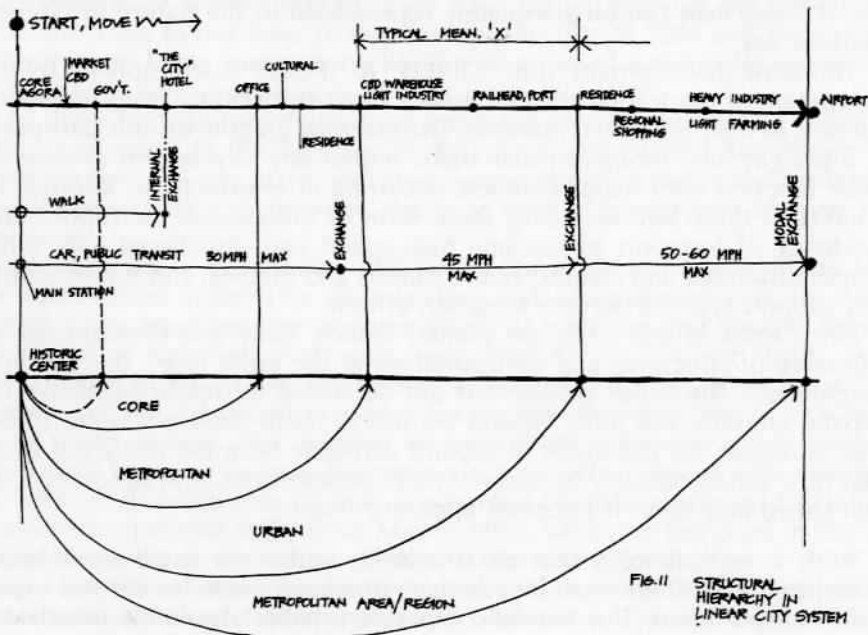 START, MOVE
TYPICAL MEAN. 'X'.
MARKET
CBD
"THE
CITY
HOTEL"
CORE
AGORA
GOV'T.
OFFICE
CULTURAL
CBD WAREHOUSE
LIGHT INDUSTRY
RAILHEAD, PORT
RESIDENCE
HEAVY INDUSTRY
AIRPORT
RESIDENCE
REGIONAL
SHOPPING
LIGHT FARMING
INTERNAL
EXCHANGE
WALK
EXCHANGE
EXCHANGE
MODAL
EXCHANGE
CAR, PUBLIC TRANSIT
30 MPH MAX
45 MPH
MAX
50-60 MPH
MAX
MAIN STATION
HISTORIC
CENTER
CORE
METROPOLITAN
URBAN
METROPOLITAN AREA/REGION
FIG. 11
STRUCTURAL
HIERARCHY IN
LINEAR CITY SYSTEM